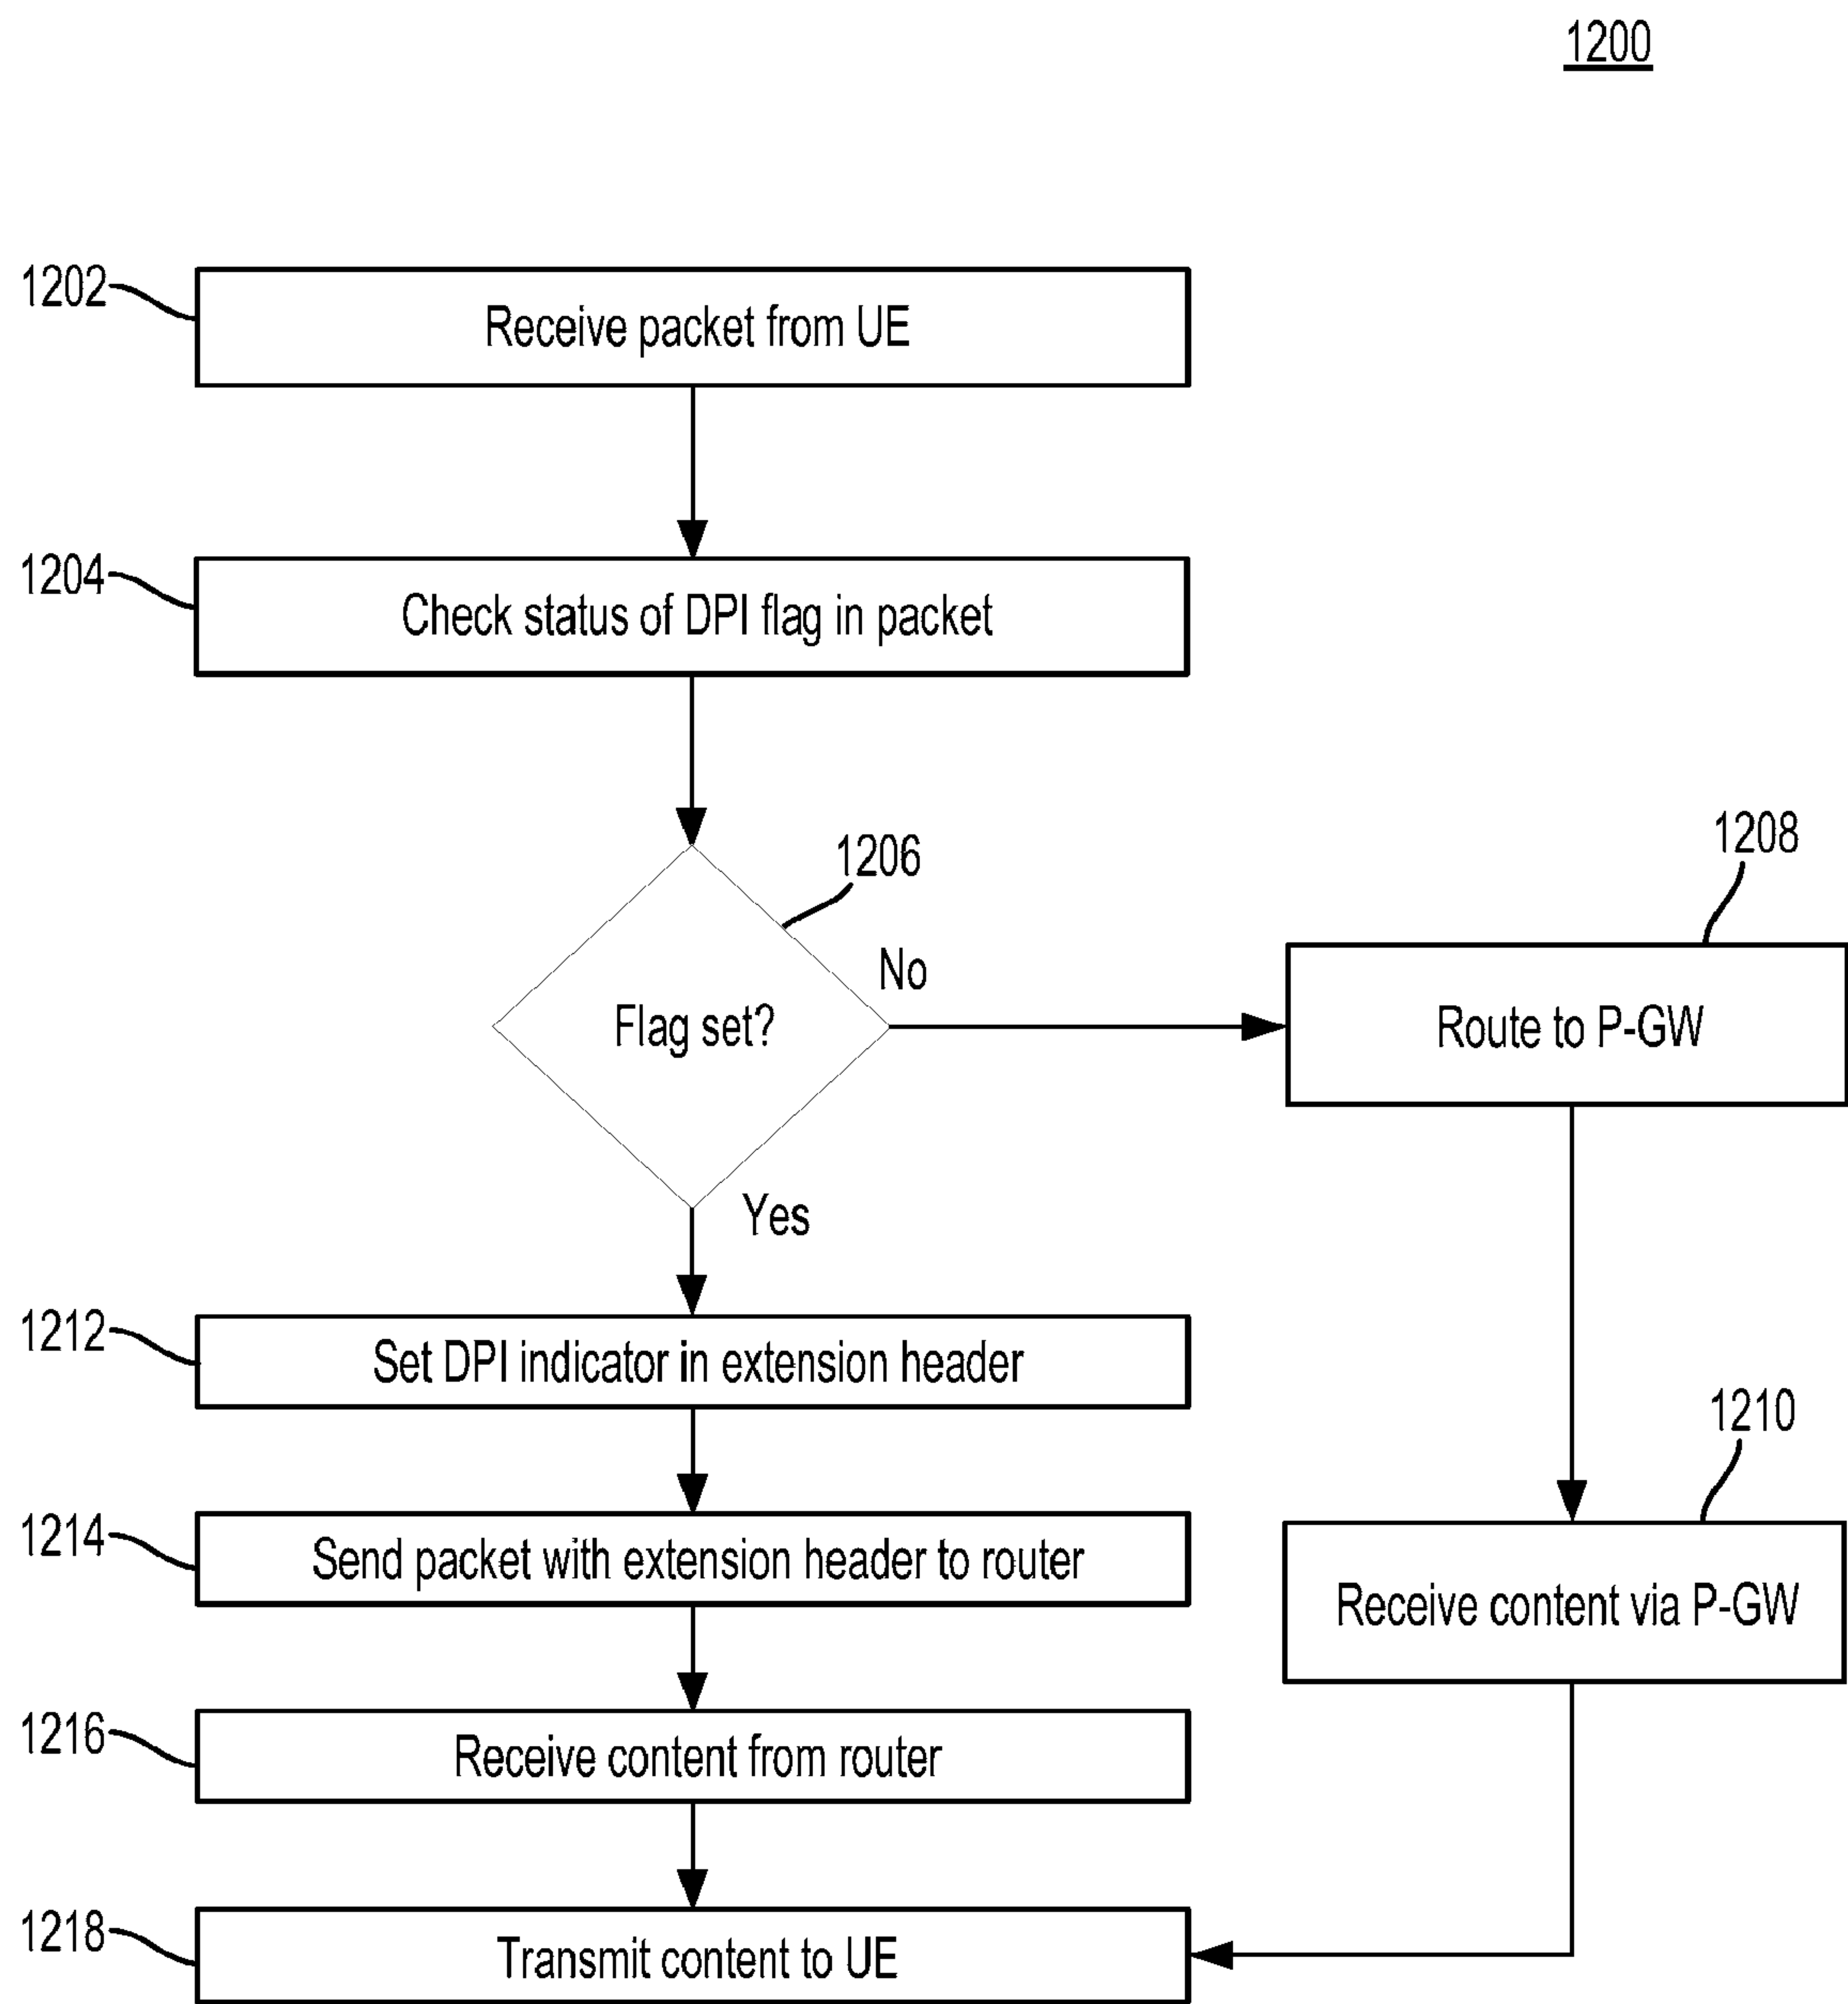 1200
1202
Receive packet from UE
1204
Check status of DPI flag in packet
1206
Flag set?
No
1208
Route to P-GW
Yes
1212
Set DPI indicator in extension header
1210
Receive content via P-GW
1214
Send packet with extension header to router
1216
Receive content from router
1218
Transmit content to UE